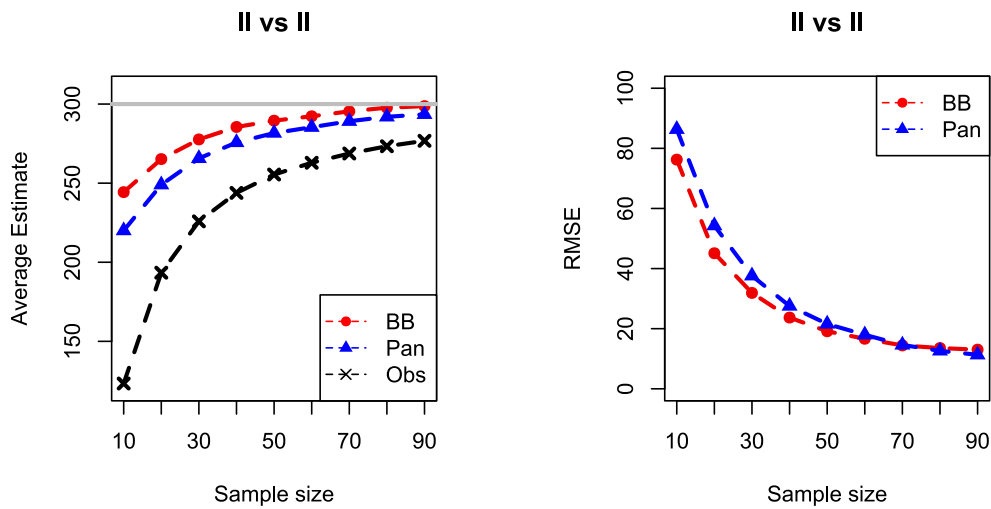 II vs II
Average Estimate
300
250
200
150
BB
Pan
Obs
10 30 50 70 90
Sample size
II vs II
RMSE
100
80
60
40
20
0
BB
Pan
10 30 50 70 90
Sample size